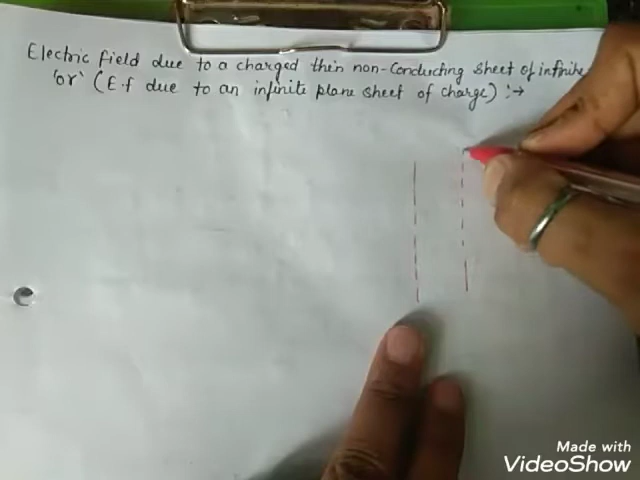 Electric field due to a charged thin non-Conducting sheet of infinite
'or' (E.f due to an infinite plane sheet of charge) :→
Made with
VideoShow